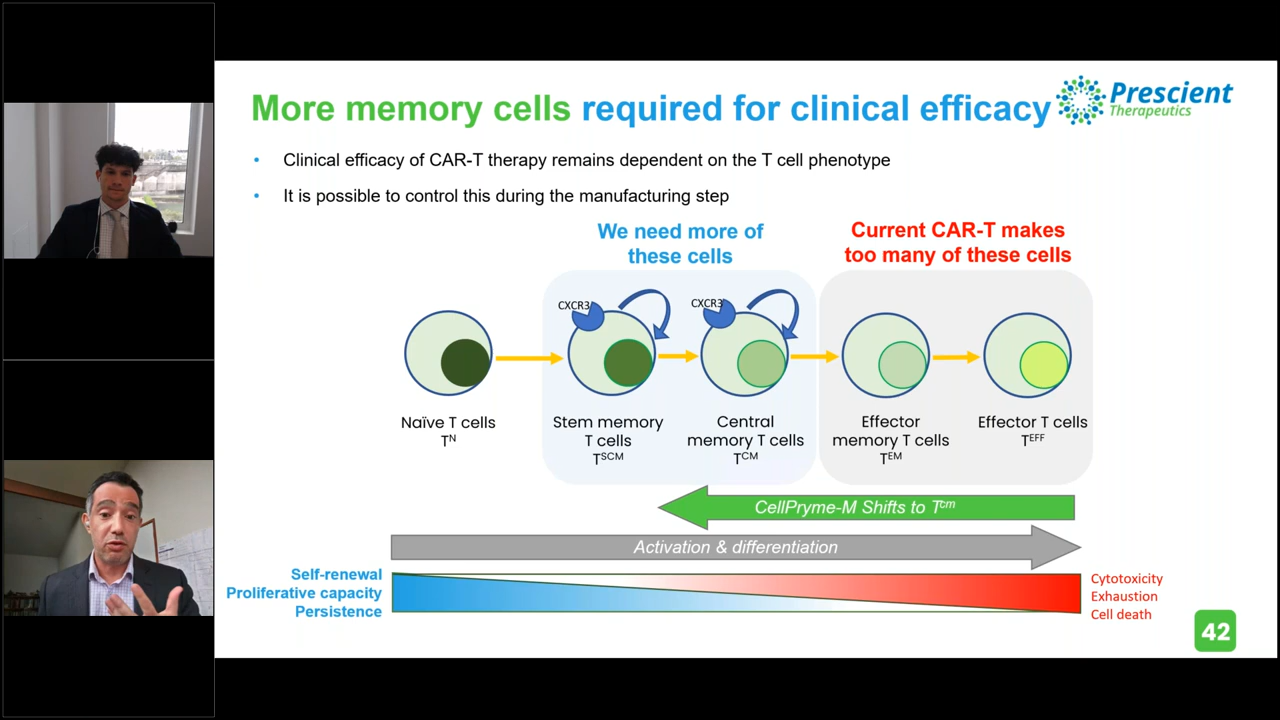 More memory cells required for clinical efficacy
Prescient
Therapeutics
• Clinical efficacy of CAR-T therapy remains dependent on the T cell phenotype
• It is possible to control this during the manufacturing step
We need more of
these cells
Current CAR-T makes
too many of these cells
CXCR3
CXCR3
Naïve T cells
TN
Stem memory
T cells
TSCM
Central
memory T cells
TCM
Effector
memory T cells
TEM
Effector T cells
TEFF
CellPryme-M Shifts to Tcm
Activation & differentiation
Self-renewal
Proliferative capacity
Persistence
Cytotoxicity
Exhaustion
Cell death
42